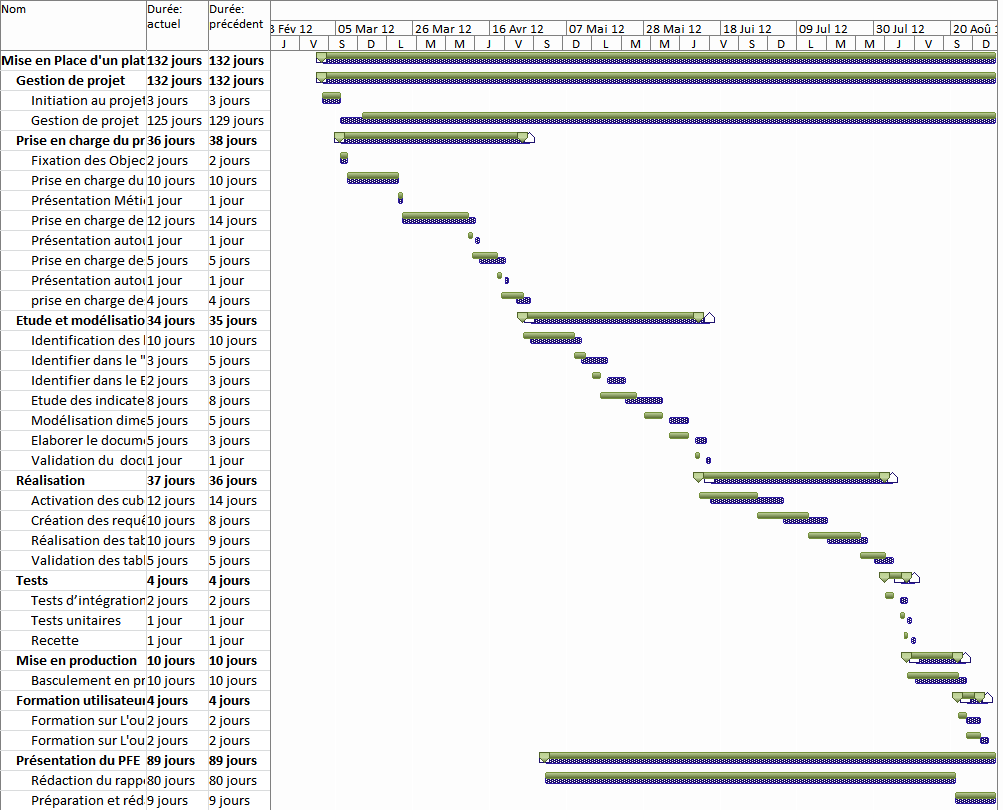 Nom Durée: actuel Durée: précédent
05 Mar 12 26 Mar 12 16 Avr 12 07 Mai 12 28 Mai 12 18 Jui 12 09 Jul 12 30 Jul 12 20 Aoû
J V S D L M M J V S D L M M J V S D L M M J V S D L M M J V S D L M M J V S D
Mise en Place d'un plat 132 jours 132 jours
Gestion de projet 132 jours 132 jours
Initiation au projet 3 jours 3 jours
Gestion de projet 125 jours 129 jours
Prise en charge du pr 36 jours 38 jours
Fixation des Objec 2 jours 2 jours
Prise en charge du 10 jours 10 jours
Présentation Méti 1 jour 1 jour
Prise en charge de 12 jours 14 jours
Présentation autou 1 jour 1 jour
Prise en charge de 5 jours 5 jours
Présentation autou 1 jour 1 jour
prise en charge de 4 jours 4 jours
Etude et modélisatio 34 jours 35 jours
Identification des 10 jours 10 jours
Identifier dans le " 3 jours 5 jours
Identifier dans le E 2 jours 3 jours
Etude des indicate 8 jours 8 jours
Modélisation dime 5 jours 5 jours
Elaborer le docum 5 jours 3 jours
Validation du docu 1 jour 1 jour
Réalisation 37 jours 36 jours
Activation des cub 12 jours 14 jours
Création des requê 10 jours 8 jours
Réalisation des tab 10 jours 9 jours
Validation des tabl 5 jours 5 jours
Tests 4 jours 4 jours
Tests d’intégration 2 jours 2 jours
Tests unitaires 1 jour 1 jour
Recette 1 jour 1 jour
Mise en production 10 jours 10 jours
Basculement en pr 10 jours 10 jours
Formation utilisateur 4 jours 4 jours
Formation sur L'ou 2 jours 2 jours
Formation sur L'ou 2 jours 2 jours
Présentation du PFE 89 jours 89 jours
Rédaction du rapp 80 jours 80 jours
Préparation et réd 9 jours 9 jours